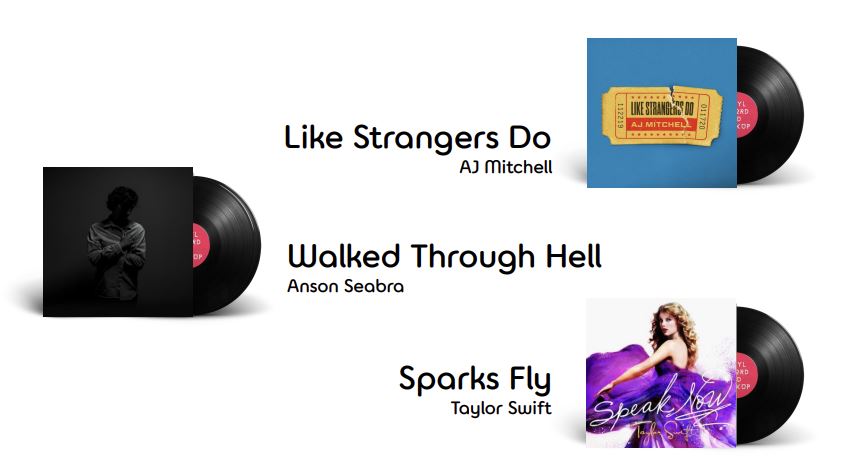 Like Strangers Do
AJ Mitchell
LIKE STRANGERS DO
AJ MITCHELL
112219
011720
Walked Through Hell
Anson Seabra
Sparks Fly
Taylor Swift
Speak Now
Taylor Swift